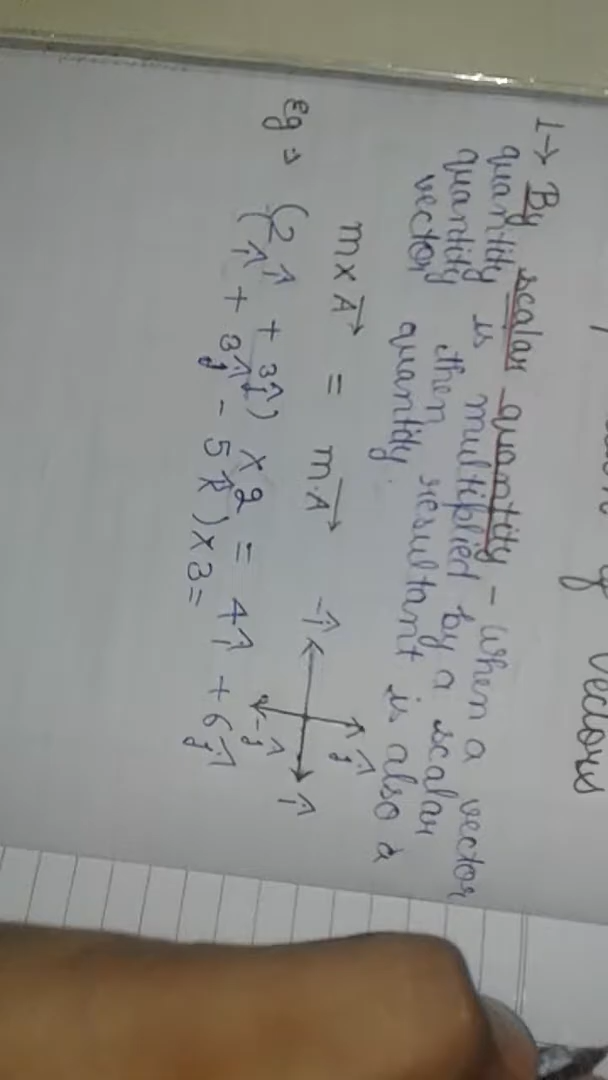 vectors
1→ By scalar quantity - When a vector
quantity is multiplied by a scalar
quantity then resultant is also a
vector quantity.
m×A⃗ = m.A⃗
-î î ĵ -ĵ
Eg → (2î + 3ĵ) ×2 = 4î + 6ĵ
(î + 3ĵ - 5k̂) ×3 =